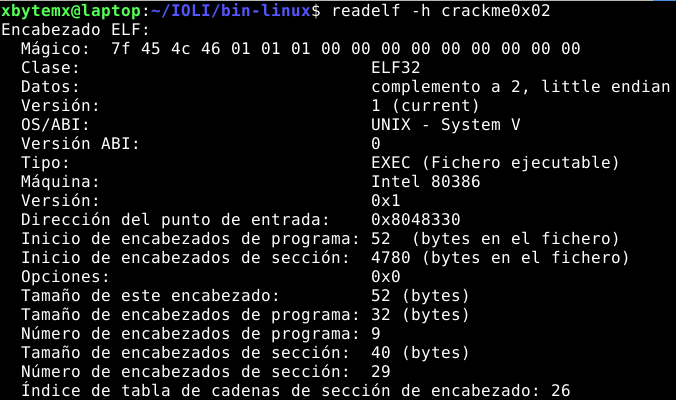 xbytemx@laptop:~/IOLI/bin-linux$ readelf -h crackme0x02
Encabezado ELF:
  Mágico:  7f 45 4c 46 01 01 01 00 00 00 00 00 00 00 00 00
  Clase:                             ELF32
  Datos:                             complemento a 2, little endian
  Versión:                           1 (current)
  OS/ABI:                            UNIX - System V
  Versión ABI:                       0
  Tipo:                              EXEC (Fichero ejecutable)
  Máquina:                           Intel 80386
  Versión:                           0x1
  Dirección del punto de entrada:    0x8048330
  Inicio de encabezados de programa: 52  (bytes en el fichero)
  Inicio de encabezados de sección:  4780 (bytes en el fichero)
  Opciones:                          0x0
  Tamaño de este encabezado:         52 (bytes)
  Tamaño de encabezados de programa: 32 (bytes)
  Número de encabezados de programa: 9
  Tamaño de encabezados de sección:  40 (bytes)
  Número de encabezados de sección:  29
  Índice de tabla de cadenas de sección de encabezado: 26